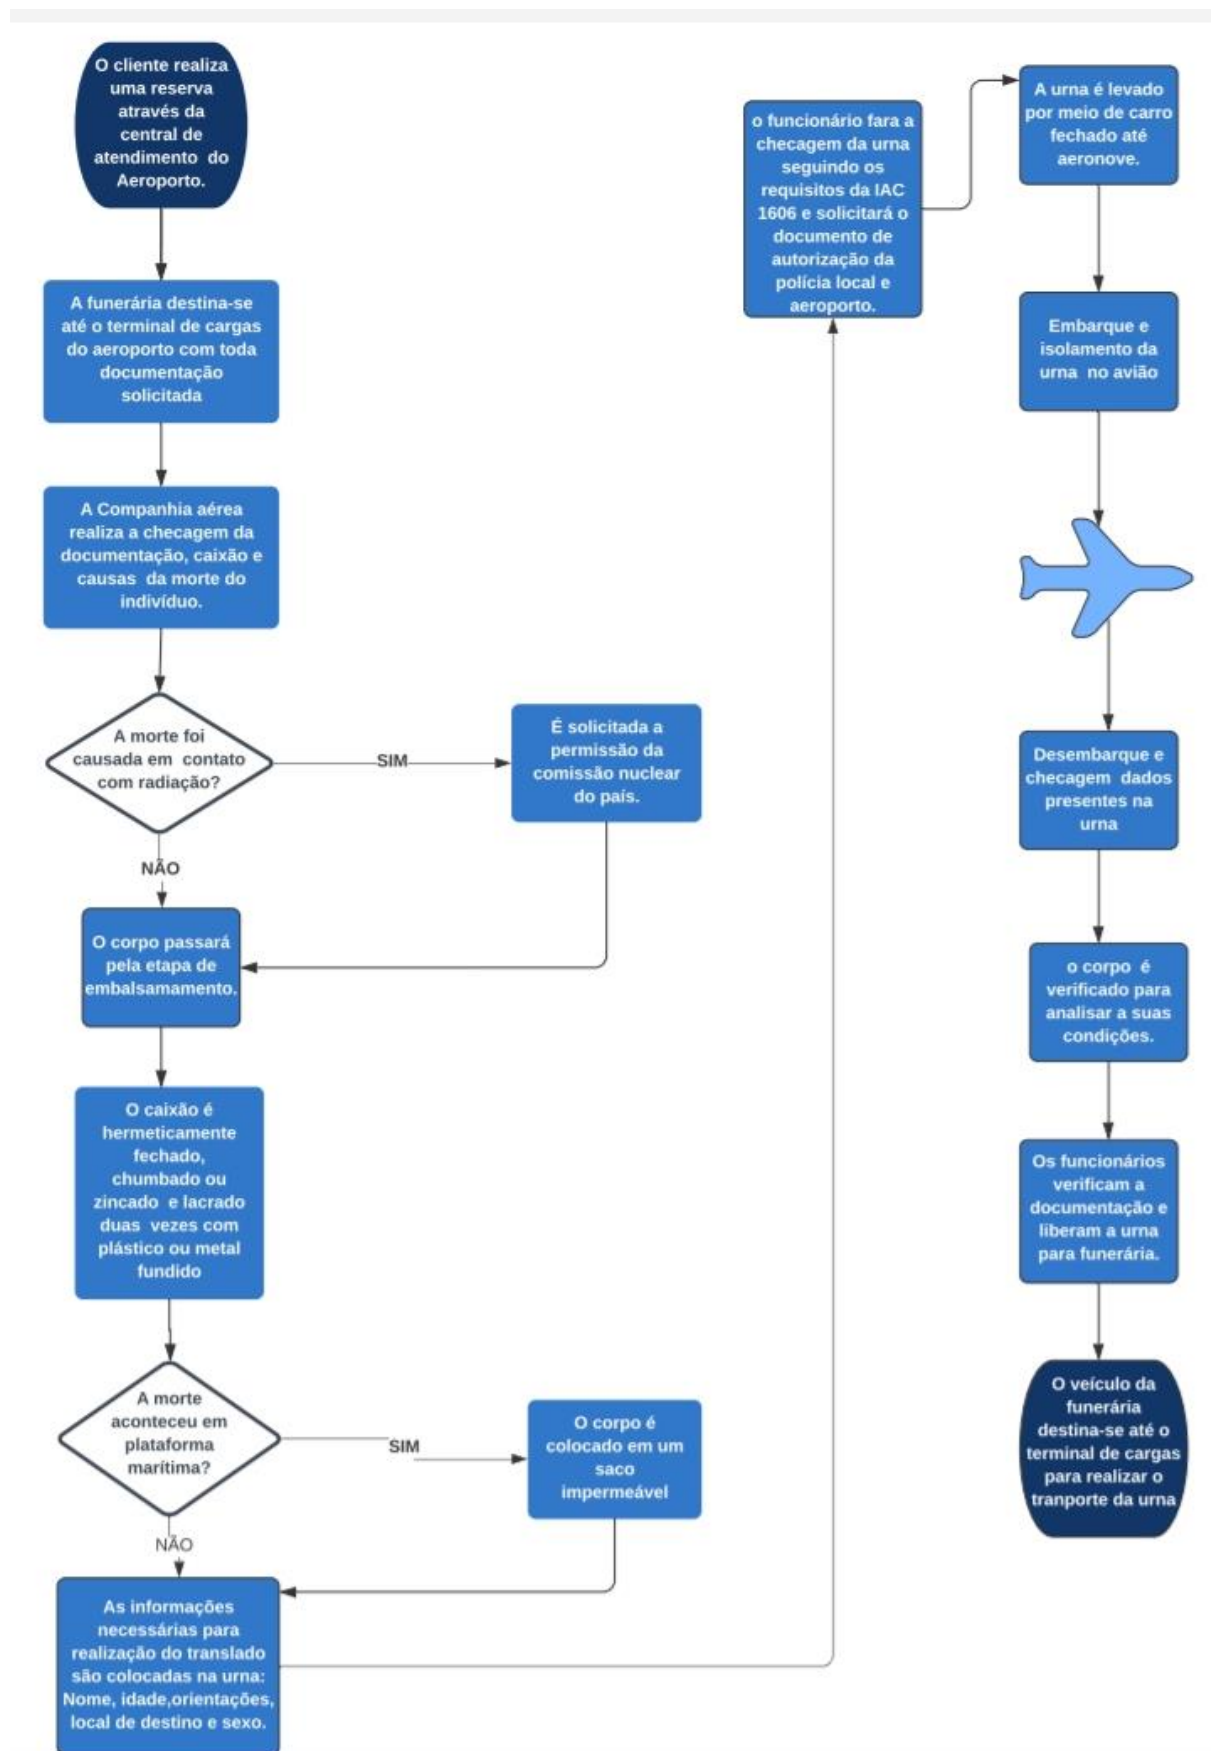 O cliente realiza
uma reserva
através da
central de
atendimento do
Aeroporto.
A funerária destina-se
até o terminal de cargas
do aeroporto com toda
documentação
solicitada
A Companhia aérea
realiza a checagem da
documentação, caixão e
causas da morte do
indivíduo.
A morte foi
causada em contato
com radiação?
SIM
É solicitada a
permissão da
comissão nuclear
do país.
NÃO
O corpo passará
pela etapa de
embalsamamento.
O caixão é
hermeticamente
fechado,
chumbado ou
zincado e lacrado
duas vezes com
plástico ou metal
fundido
A morte
aconteceu em
plataforma
marítima?
SIM
O corpo é
colocado em um
saco
impermeável
NÃO
As informações
necessárias para
realização do translado
são colocadas na urna:
Nome, idade,orientações,
local de destino e sexo.
o funcionário fara a
checagem da urna
seguindo os
requisitos da IAC
1606 e solicitará o
documento de
autorização da
polícia local e
aeroporto.
A urna é levado
por meio de carro
fechado até
aeronove.
Embarque e
isolamento da
urna no avião
Desembarque e
checagem dados
presentes na
urna
o corpo é
verificado para
analisar a suas
condições.
Os funcionários
verificam a
documentação e
liberam a urna
para funerária.
O veículo da
funerária
destina-se até o
terminal de cargas
para realizar o
tranporte da urna